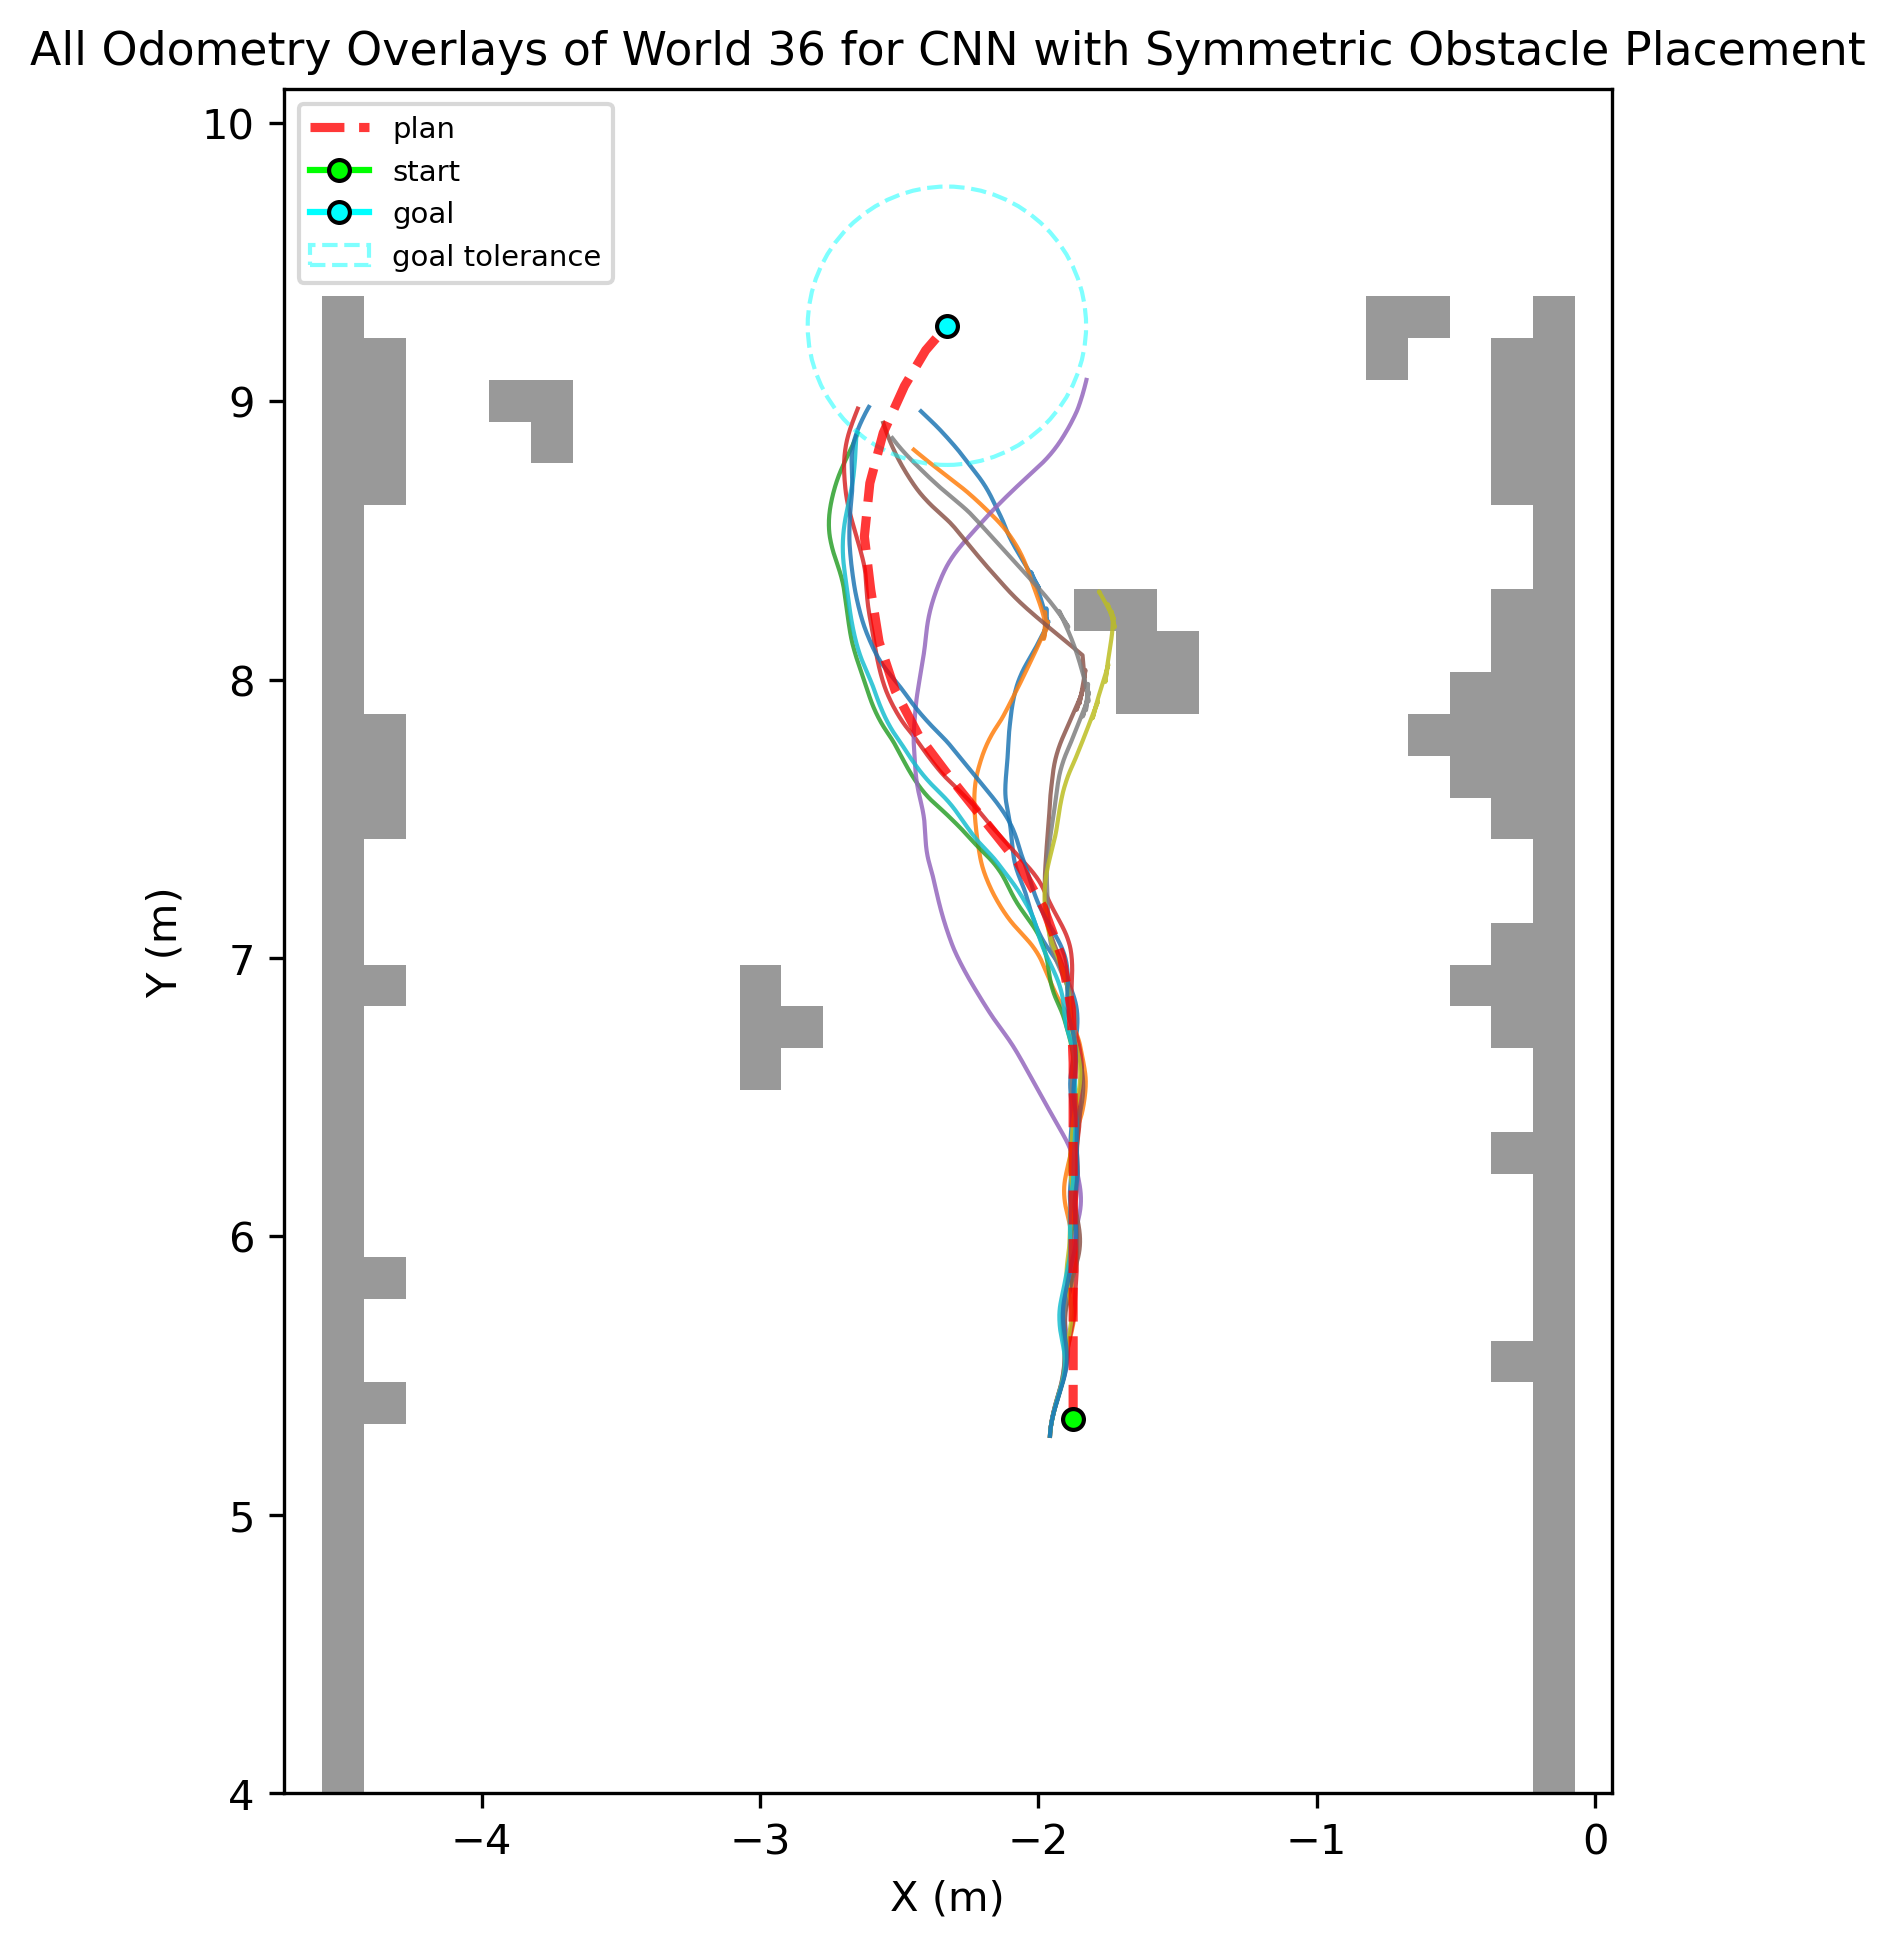 All Odometry Overlays of World 36 for CNN with Symmetric Obstacle Placement
plan
start
goal
goal tolerance
10
9
8
7
6
5
4
Y (m)
−4
−3
−2
−1
0
X (m)